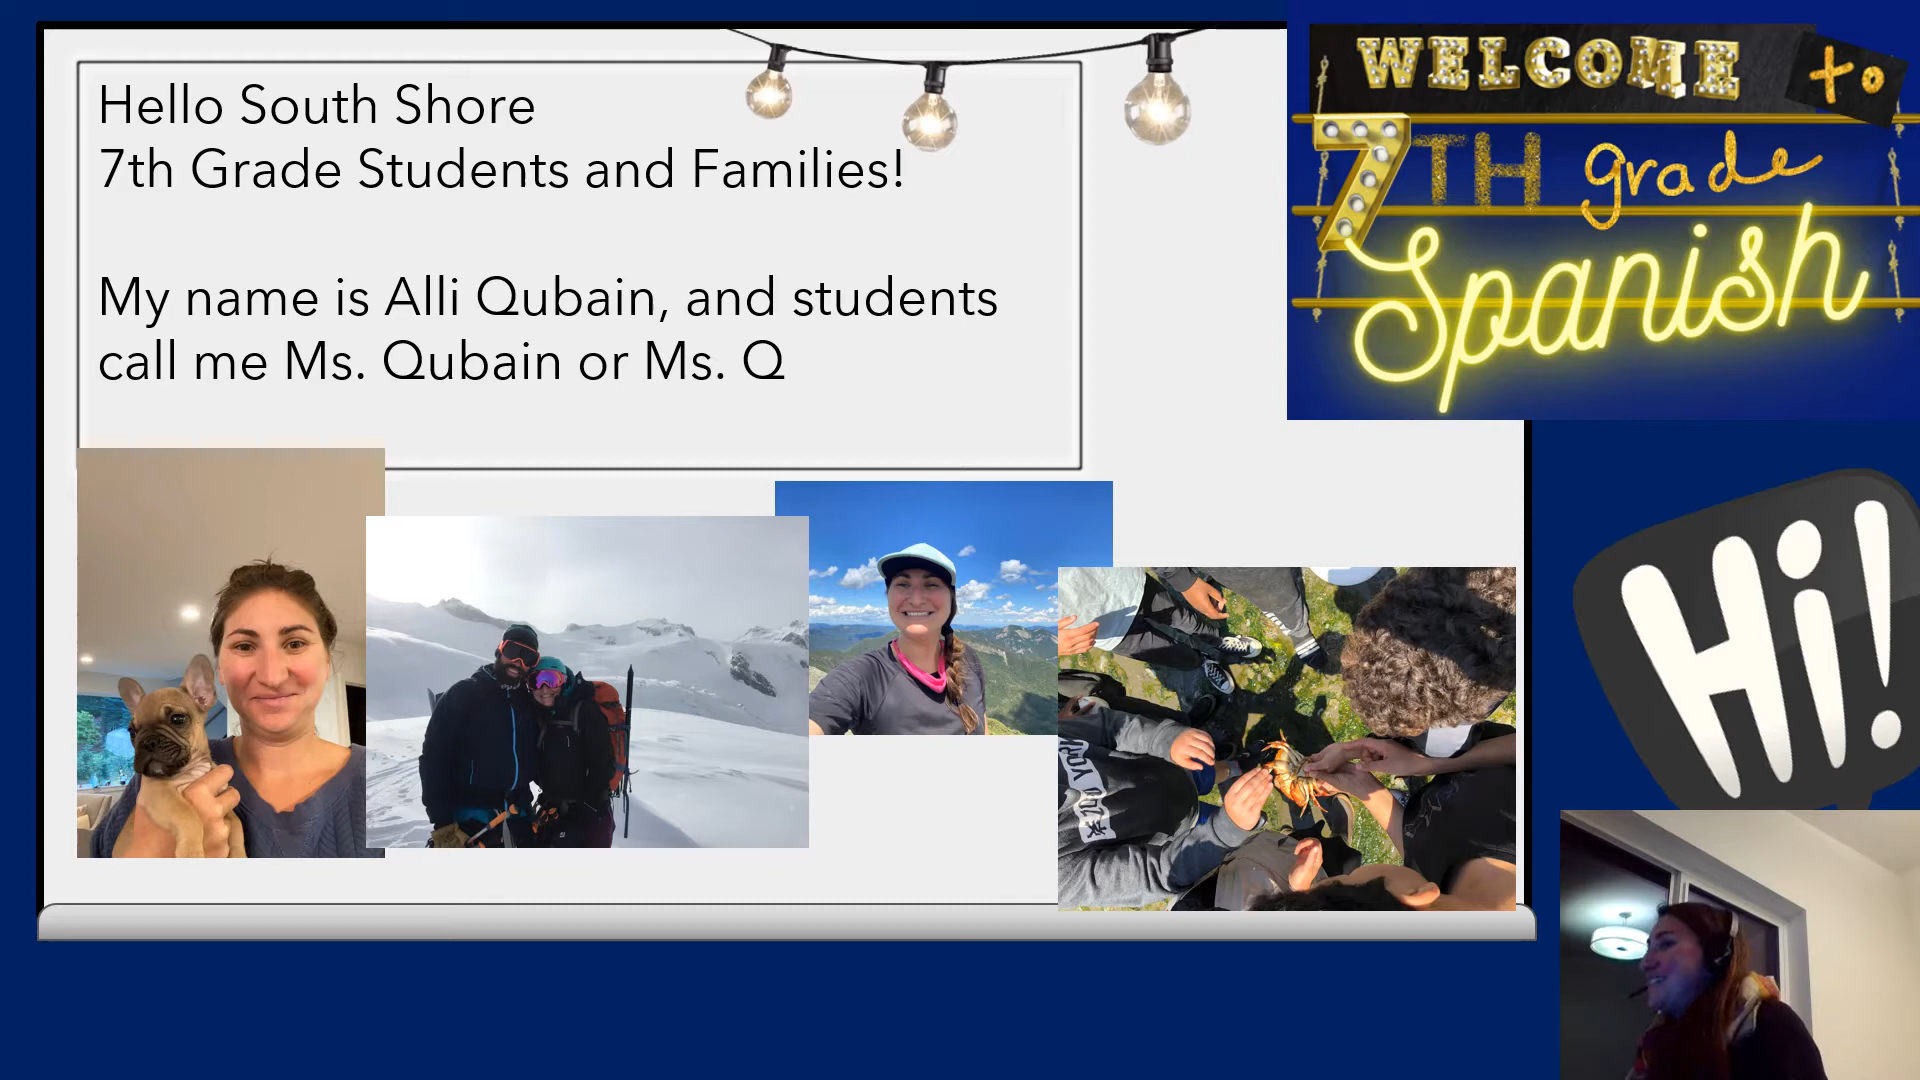 Hello South Shore
7th Grade Students and Families!
My name is Alli Qubain, and students
call me Ms. Qubain or Ms. Q
WELCOME to
7TH grade
Spanish
Hi!